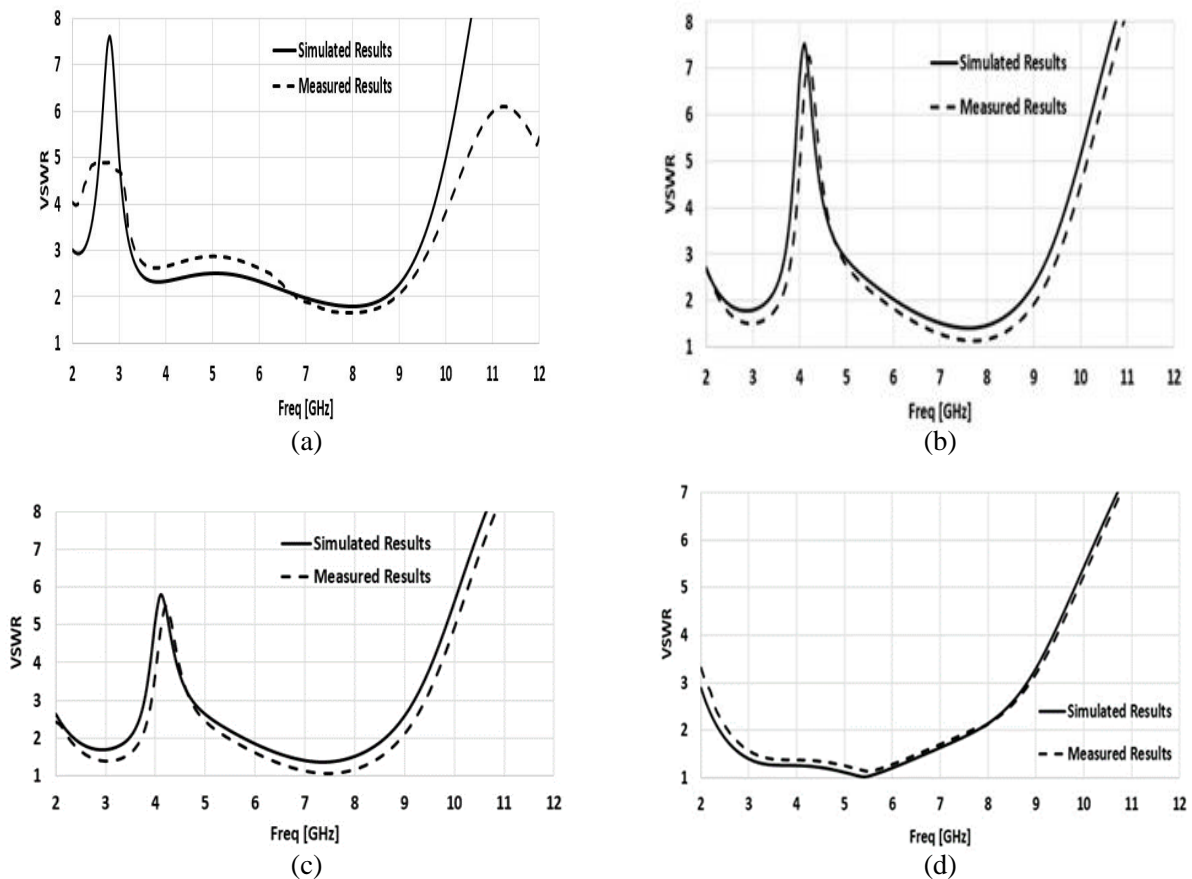 8
7
6
5
4
3
2
1
VSWR
Simulated Results
Measured Results
2 3 4 5 6 7 8 9 10 11 12
Freq [GHz]
(a)
8
7
6
5
4
3
2
1
VSWR
Simulated Results
Measured Results
2 3 4 5 6 7 8 9 10 11 12
Freq [GHz]
(b)
8
7
6
5
4
3
2
1
VSWR
Simulated Results
Measured Results
2 3 4 5 6 7 8 9 10 11 12
Freq [GHz]
(c)
7
6
5
4
3
2
1
VSWR
Simulated Results
Measured Results
2 3 4 5 6 7 8 9 10 11 12
Freq [GHz]
(d)